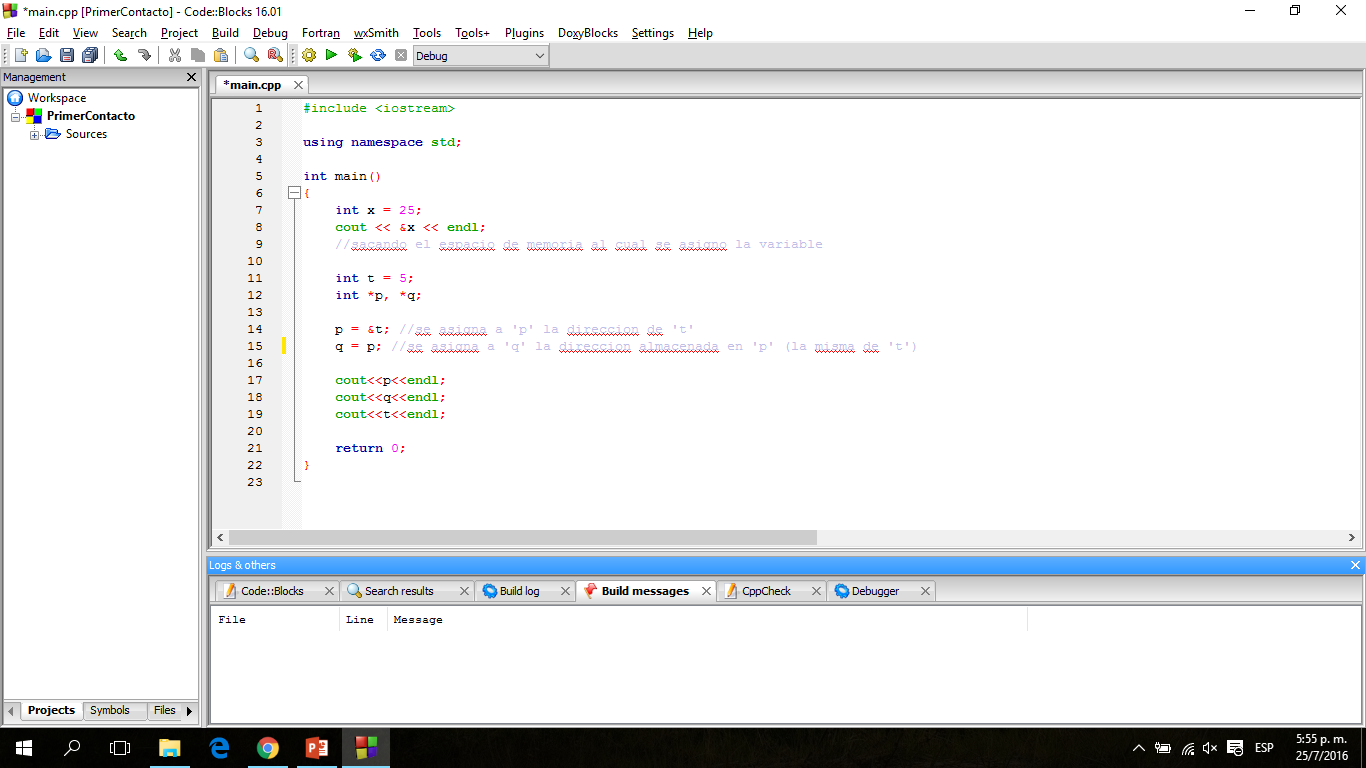 *main.cpp [PrimerContacto] - Code::Blocks 16.01
File Edit View Search Project Build Debug Fortran wxSmith Tools Tools+ Plugins DoxyBlocks Settings Help
Debug
Management
Workspace
PrimerContacto
Sources
Projects Symbols Files
*main.cpp
1 #include <iostream>
2
3 using namespace std;
4
5 int main()
6 {
7 int x = 25;
8 cout << &x << endl;
9 //sacando el espacio de memoria al cual se asigno la variable
10
11 int t = 5;
12 int *p, *q;
13
14 p = &t; //se asigna a 'p' la direccion de 't'
15 q = p; //se asigna a 'q' la direccion almacenada en 'p' (la misma de 't')
16
17 cout<<p<<endl;
18 cout<<q<<endl;
19 cout<<t<<endl;
20
21 return 0;
22 }
23
Logs & others
Code::Blocks Search results Build log Build messages CppCheck Debugger
File Line Message
ESP
5:55 p. m.
25/7/2016